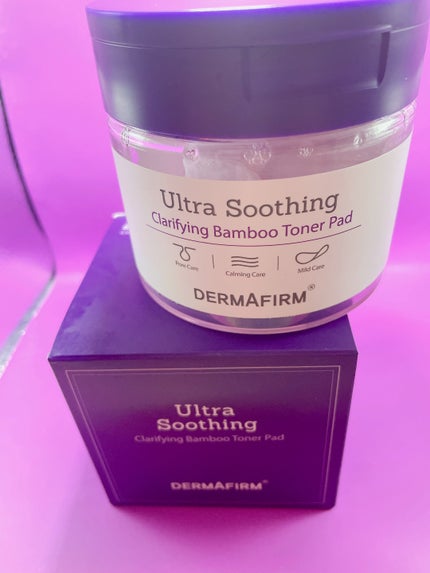 Ultra Soothing
Clarifying Bamboo Toner Pad
Pore Care
Calming Care
Mild Care
DERMAFIRM®
Ultra
Soothing
Clarifying Bamboo Toner Pad
DERMAFIRM®